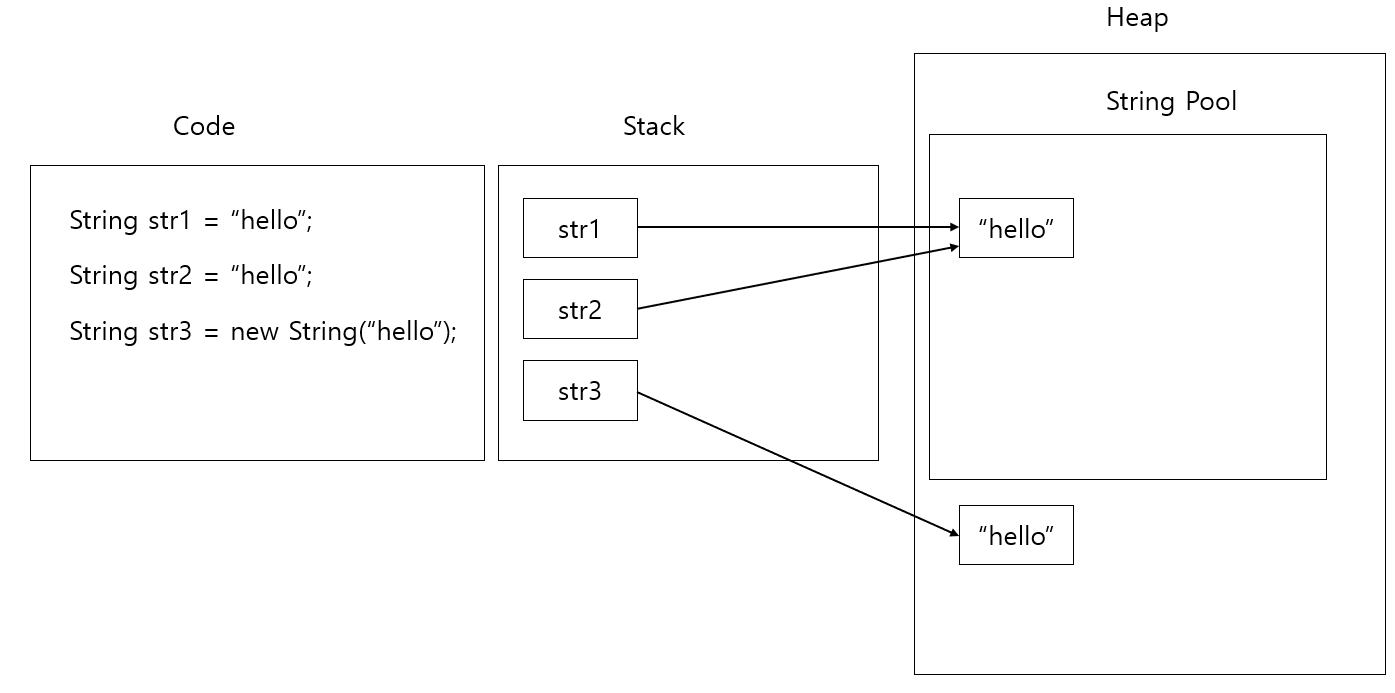 Heap
String Pool
Code
Stack
String str1 = “hello”;
String str2 = “hello”;
String str3 = new String(“hello”);
str1
str2
str3
“hello”
“hello”